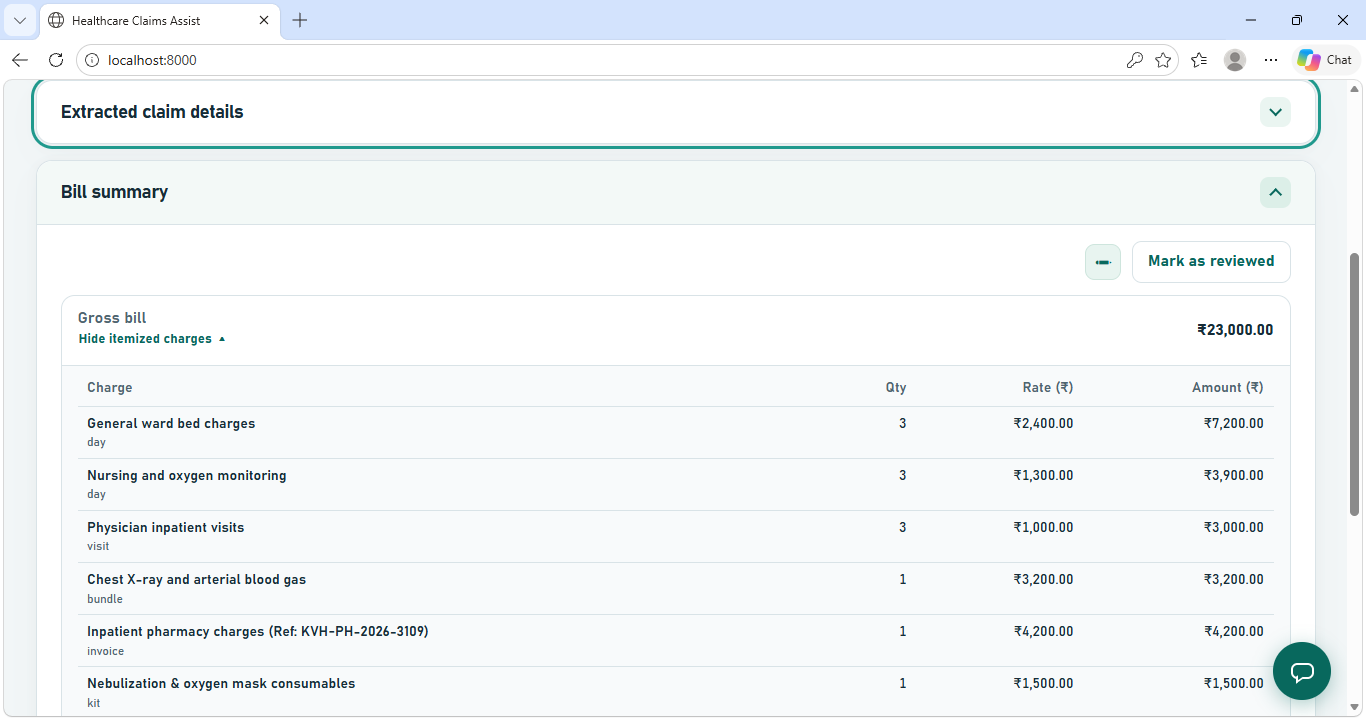 Healthcare Claims Assist
localhost:8000
Chat
Extracted claim details
Bill summary
Mark as reviewed
Gross bill
Hide itemized charges ▲
₹23,000.00
Charge Qty Rate (₹) Amount (₹)
General ward bed charges 3 ₹2,400.00 ₹7,200.00
day
Nursing and oxygen monitoring 3 ₹1,300.00 ₹3,900.00
day
Physician inpatient visits 3 ₹1,000.00 ₹3,000.00
visit
Chest X-ray and arterial blood gas 1 ₹3,200.00 ₹3,200.00
bundle
Inpatient pharmacy charges (Ref: KVH-PH-2026-3109) 1 ₹4,200.00 ₹4,200.00
invoice
Nebulization & oxygen mask consumables 1 ₹1,500.00 ₹1,500.00
kit